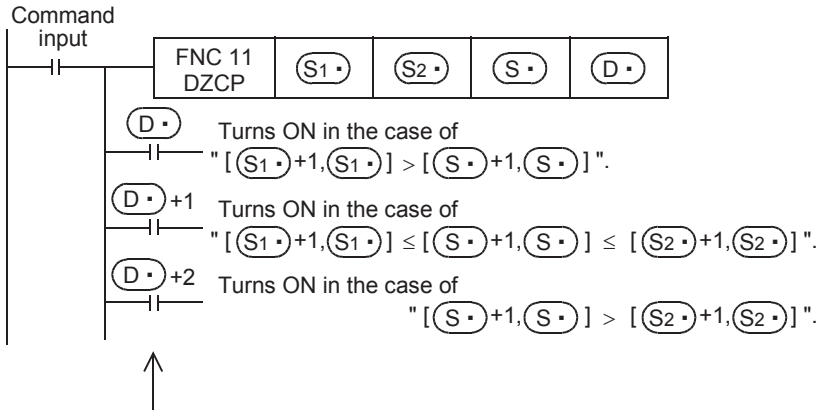 Command
input
FNC 11
DZCP
S1 · S2 · S · D ·
D · Turns ON in the case of
" [ S1 · +1, S1 · ] > [ S · +1, S · ] ".
D · +1 Turns ON in the case of
" [ S1 · +1, S1 · ] ≤ [ S · +1, S · ] ≤ [ S2 · +1, S2 · ] ".
D · +2 Turns ON in the case of
" [ S · +1, S · ] > [ S2 · +1, S2 · ] ".